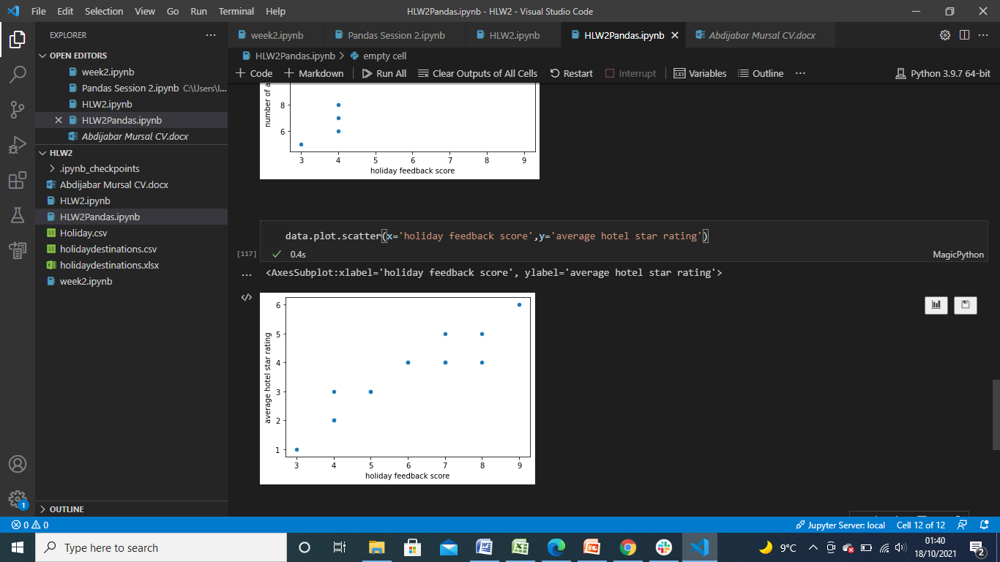 File Edit Selection View Go Run Terminal Help HLW2Pandas.ipynb - HLW2 - Visual Studio Code
EXPLORER
OPEN EDITORS
week2.ipynb
Pandas Session 2.ipynb C:\Users\I...
HLW2.ipynb
HLW2Pandas.ipynb
Abdijabar Mursal CV.docx
HLW2
.ipynb_checkpoints
Abdijabar Mursal CV.docx
HLW2.ipynb
HLW2Pandas.ipynb
Holiday.csv
holidaydestinations.csv
holidaydestinations.xlsx
week2.ipynb
OUTLINE
1
week2.ipynb Pandas Session 2.ipynb HLW2.ipynb HLW2Pandas.ipynb Abdijabar Mursal CV.docx
HLW2Pandas.ipynb > empty cell
Code Markdown Run All Clear Outputs of All Cells Restart Interrupt Variables Outline ... Python 3.9.7 64-bit
number of a
8
6
3 4 5 6 7 8 9
holiday feedback score
data.plot.scatter(x='holiday feedback score',y='average hotel star rating')
[117] 0.4s MagicPython
<AxesSubplot:xlabel='holiday feedback score', ylabel='average hotel star rating'>
average hotel star rating
6
5
4
3
2
1
3 4 5 6 7 8 9
holiday feedback score
0 0 Jupyter Server: local Cell 12 of 12
Type here to search 9°C 01:40
18/10/2021 2